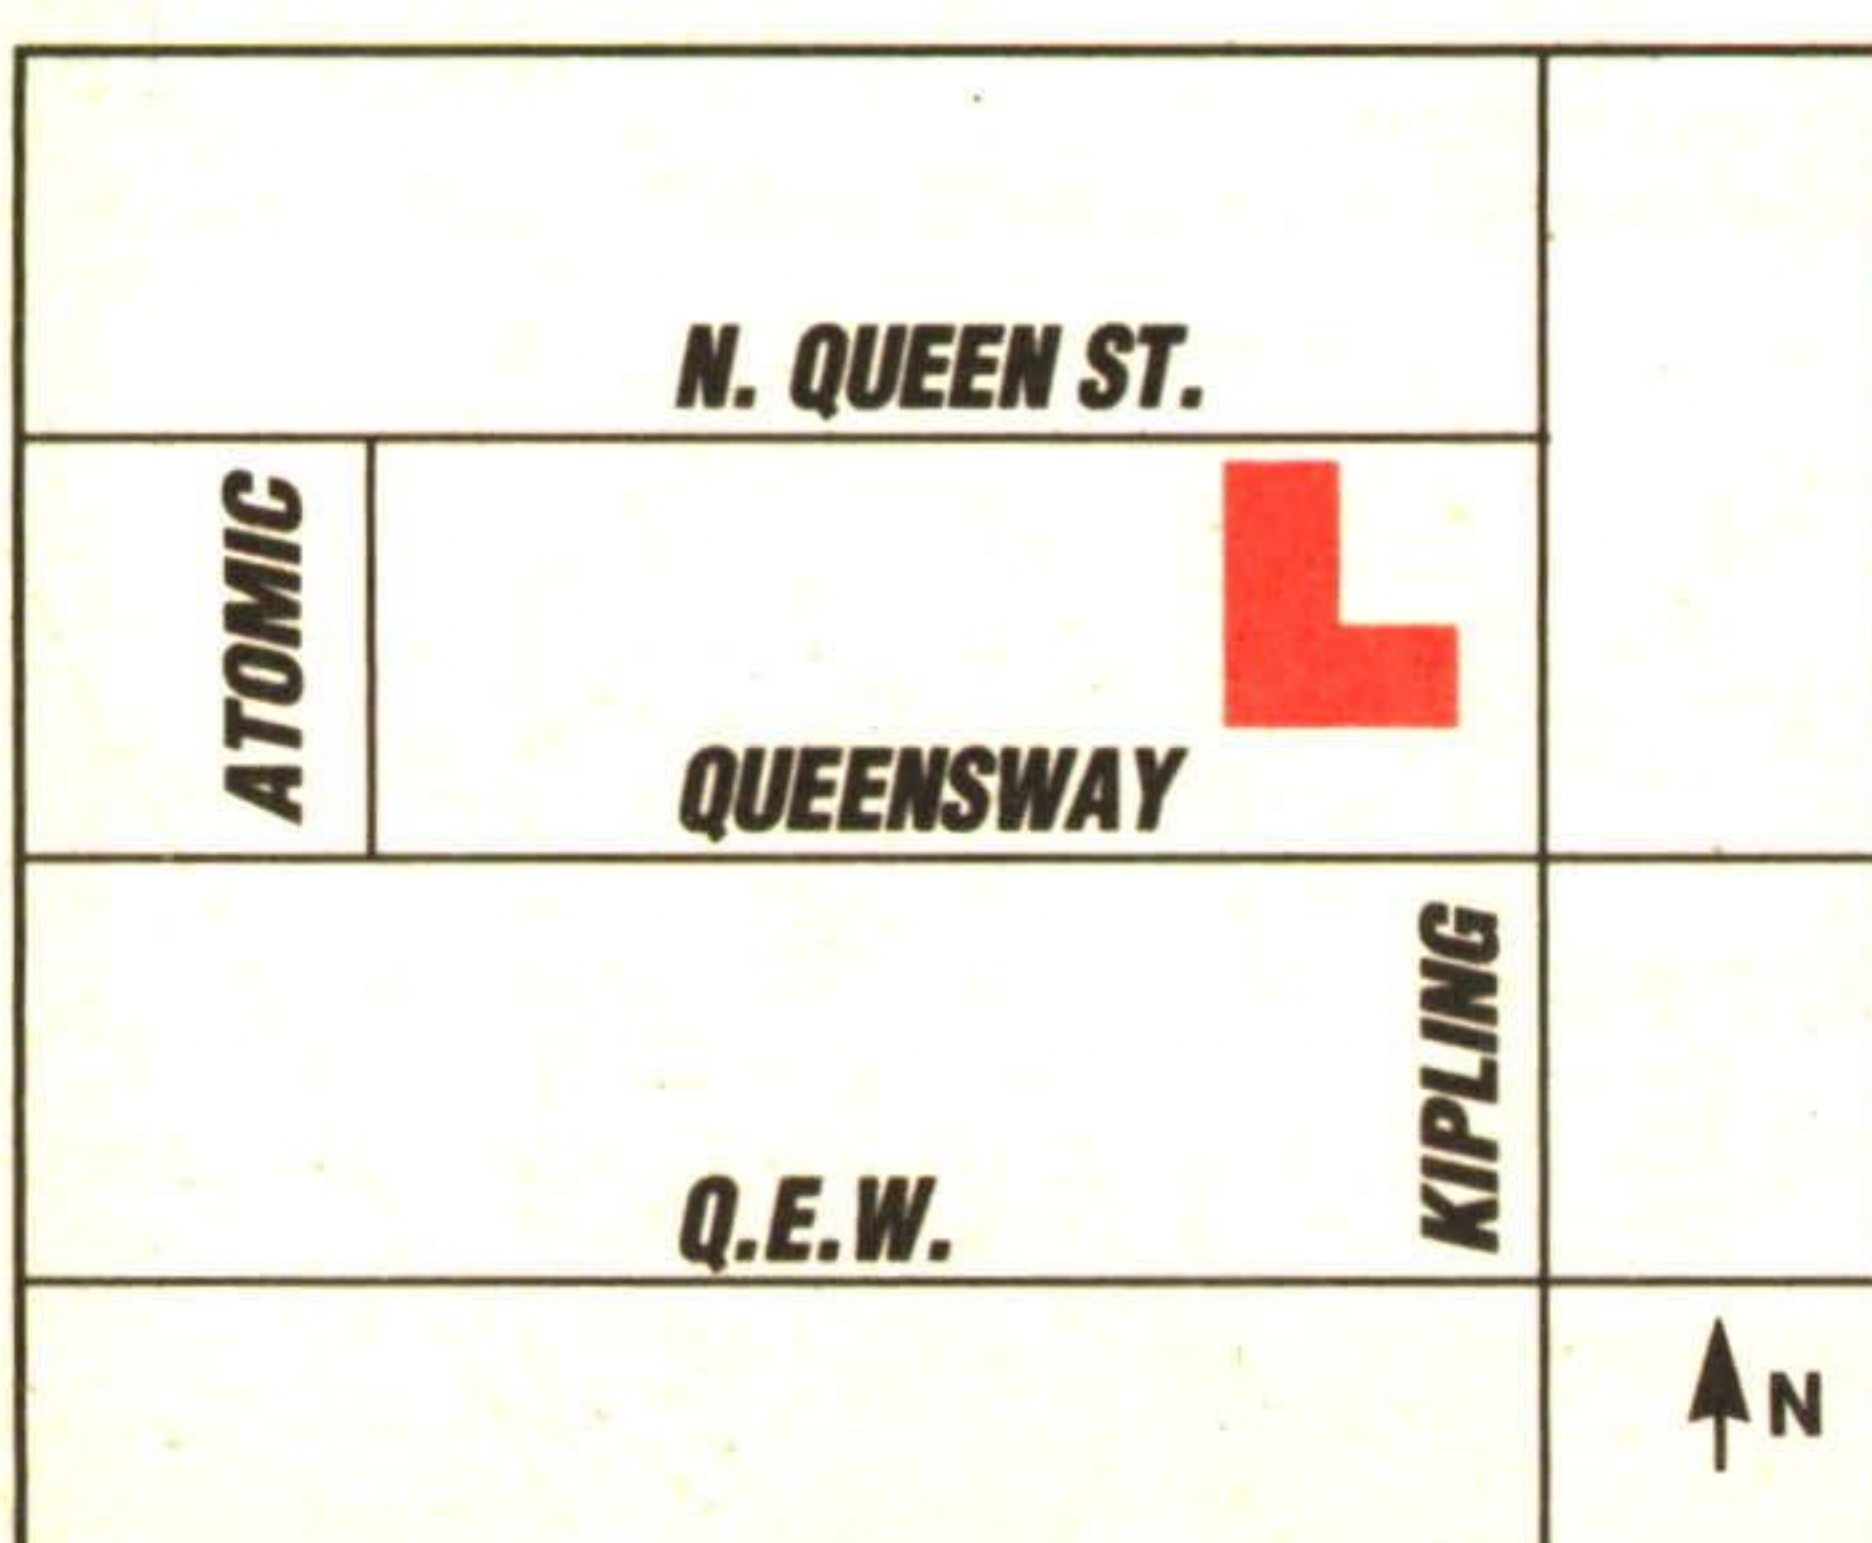 N. QUEEN ST.
ATOMIC
QUEENSWAY
KIPLING
Q.E.W.
N